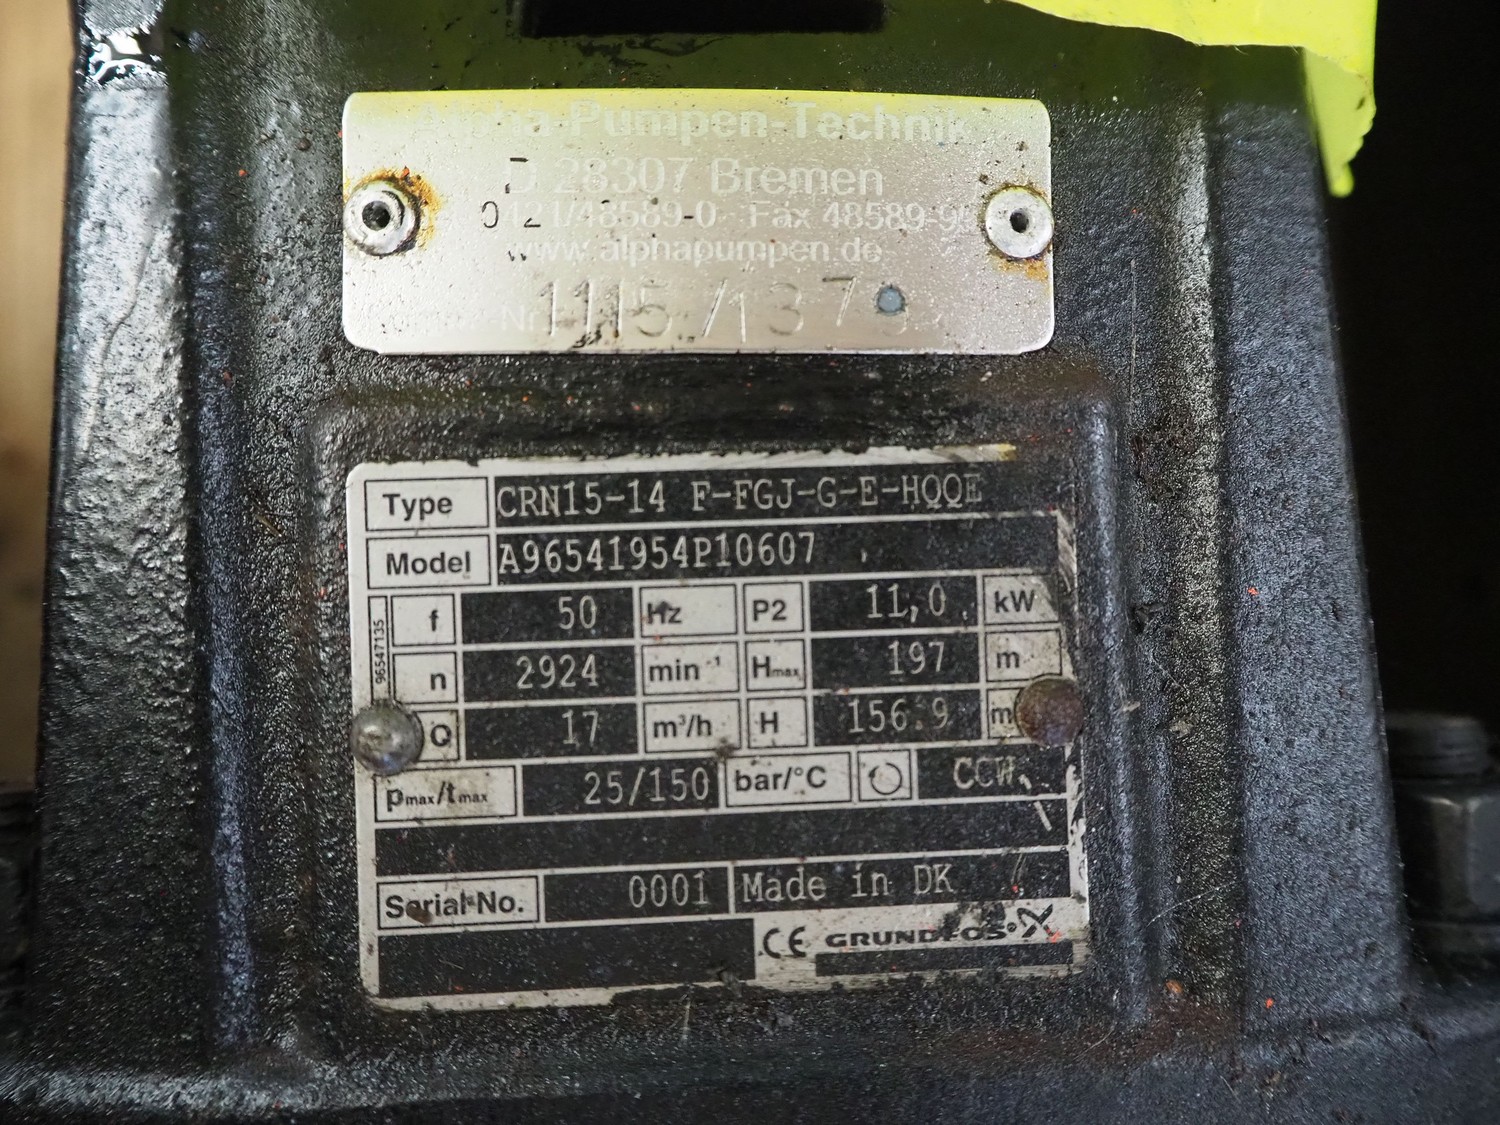 Alpha-Pumpen-Technik
D 28307 Bremen
0421/48589-0 Fax 48589-9
www.alphapumpen.de
1115/137
Type CRN15-14 F-FGJ-G-E-HQQE
Model A96541954P10607
96547135
f 50 Hz P2 11,0 kW
n 2924 min⁻¹ Hmax 197 m
Q 17 m³/h H 156.9 m
pmax/tmax 25/150 bar/°C CCW
Serial No. 0001 Made in DK
CE GRUNDFOS